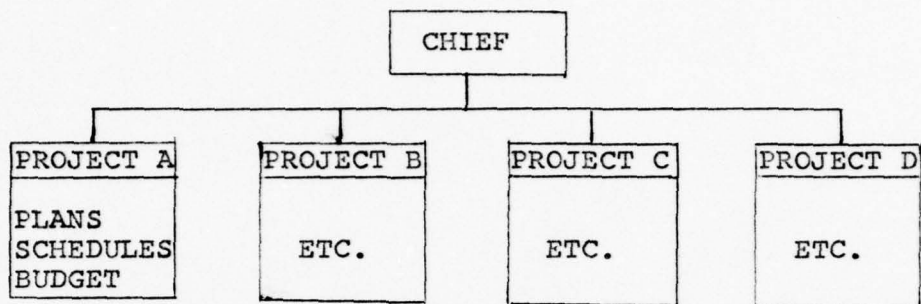 CHIEF
PROJECT A PROJECT B PROJECT C PROJECT D
PLANS
SCHEDULES ETC. ETC. ETC.
BUDGET